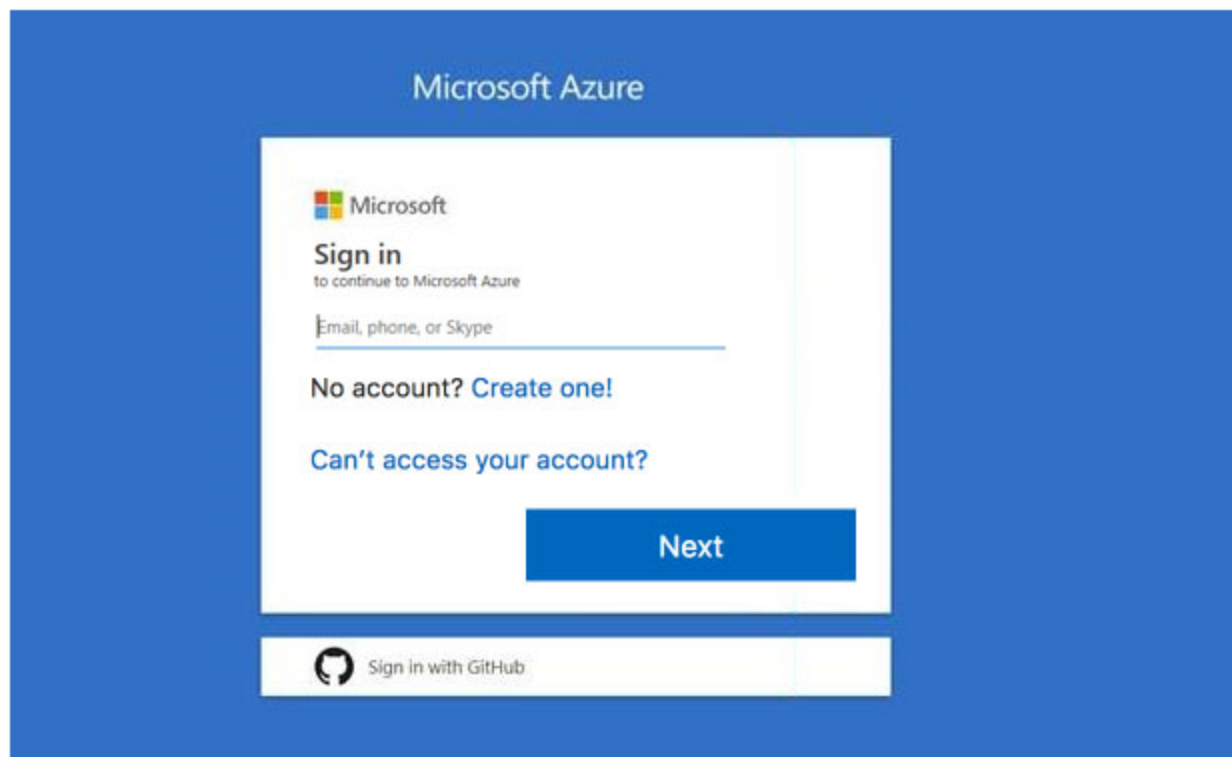 Microsoft Azure
Microsoft
Sign in
to continue to Microsoft Azure
Email, phone, or Skype
No account? Create one!
Can't access your account?
Next
Sign in with GitHub